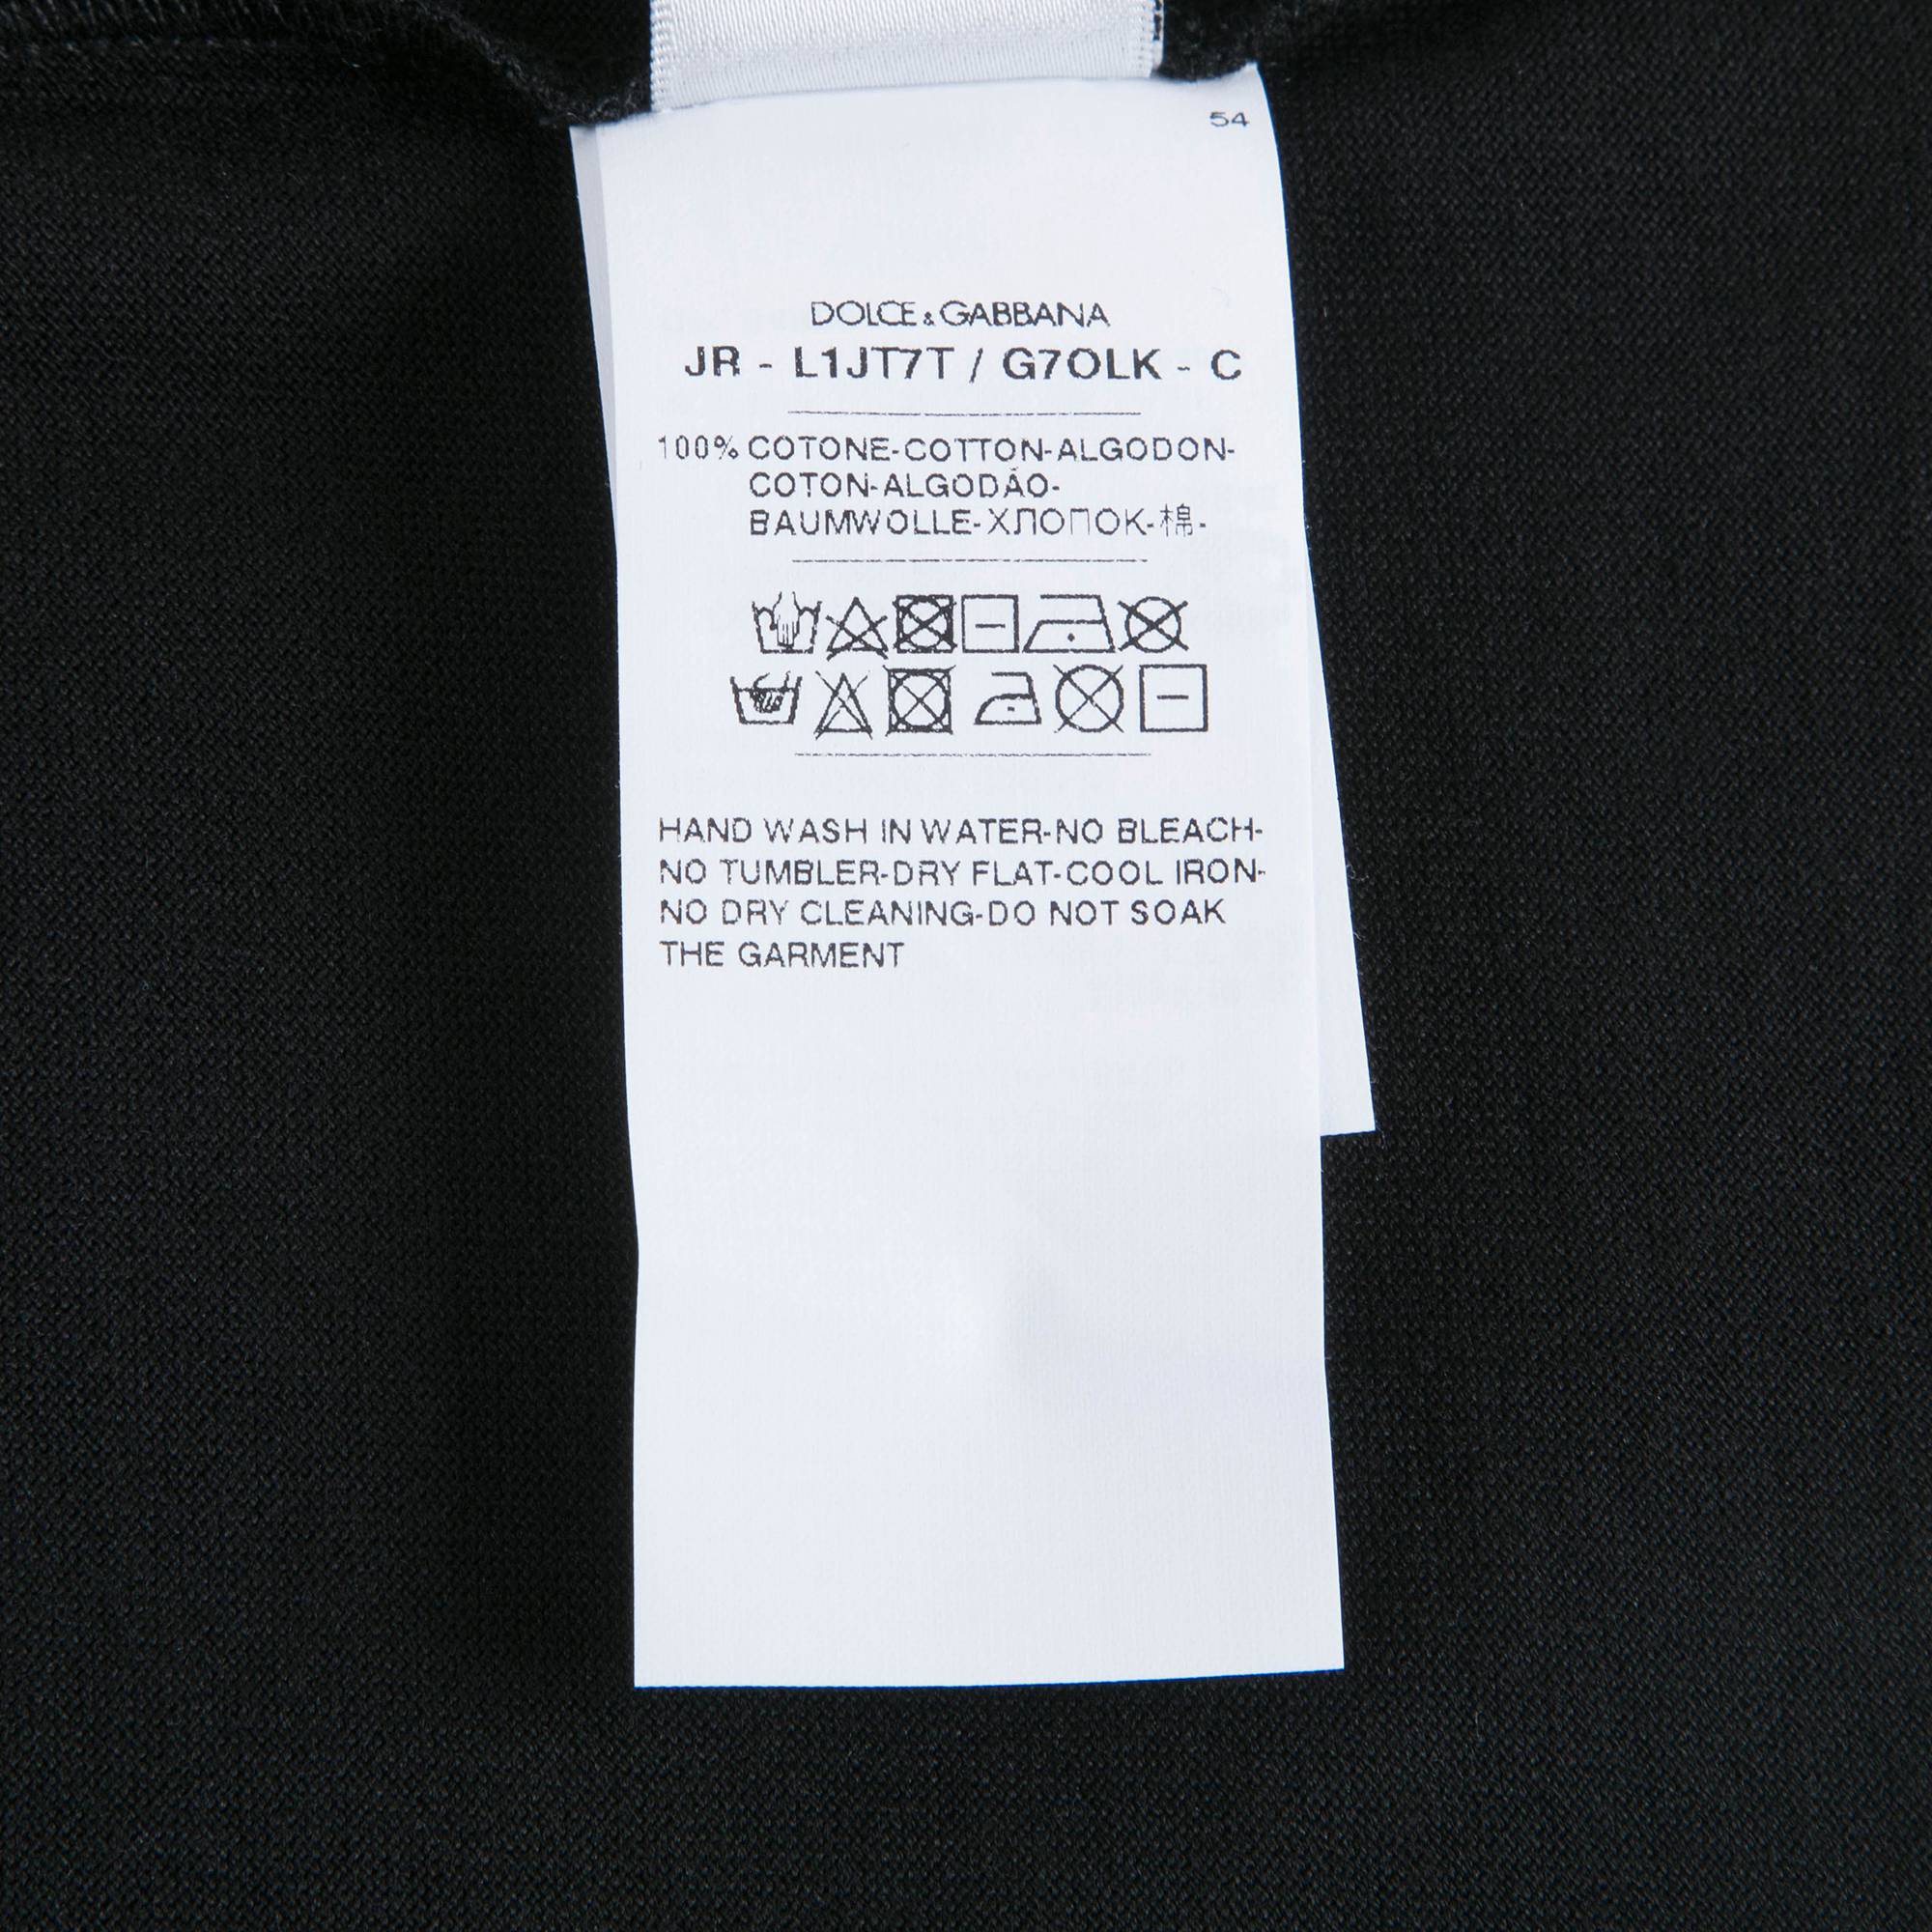 54
DOLCE & GABBANA
JR - L1JT7T / G7OLK - C
100% COTONE-COTTON-ALGODON-
COTON-ALGODÃO-
BAUMWOLLE-ХЛОПОК-棉-
HAND WASH IN WATER-NO BLEACH-
NO TUMBLER-DRY FLAT-COOL IRON-
NO DRY CLEANING-DO NOT SOAK
THE GARMENT